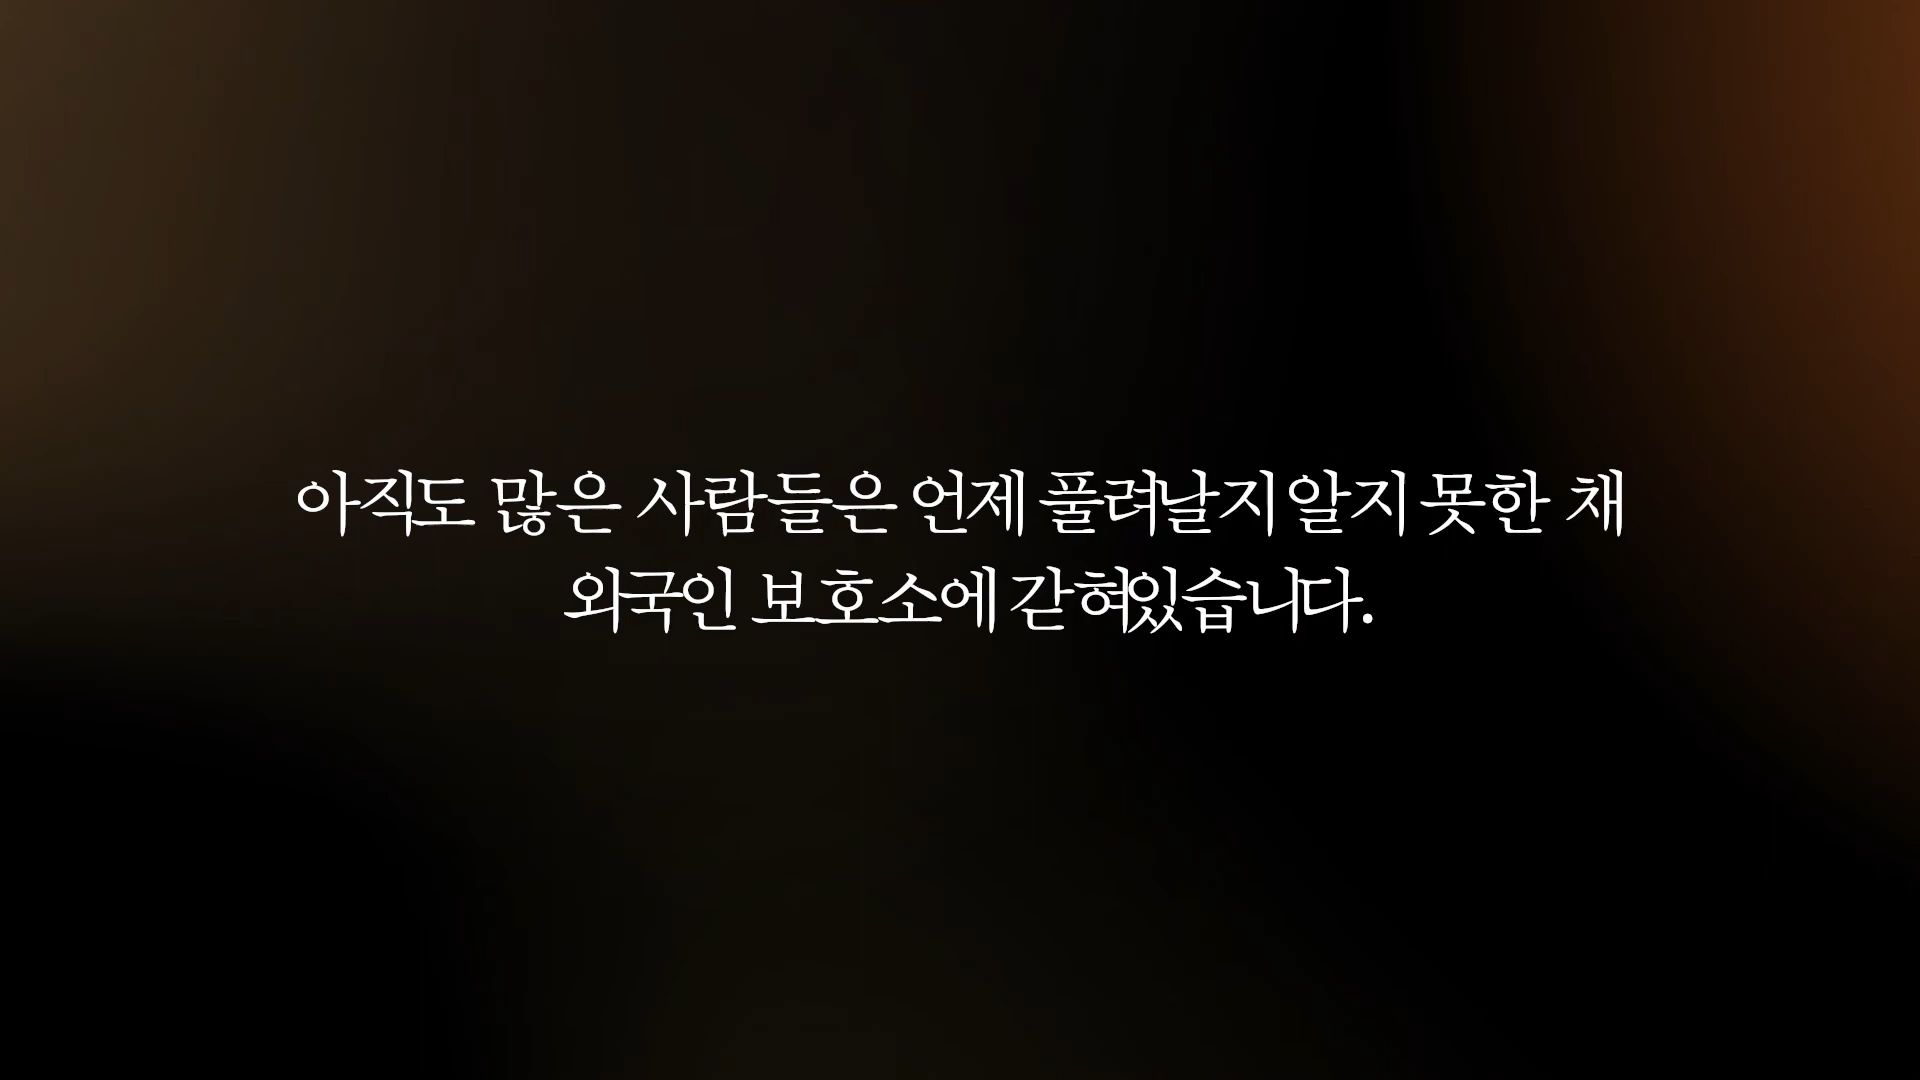 아직도 많은 사람들은 언제 풀려날지 알지 못한 채
외국인 보호소에 갇혀있습니다.